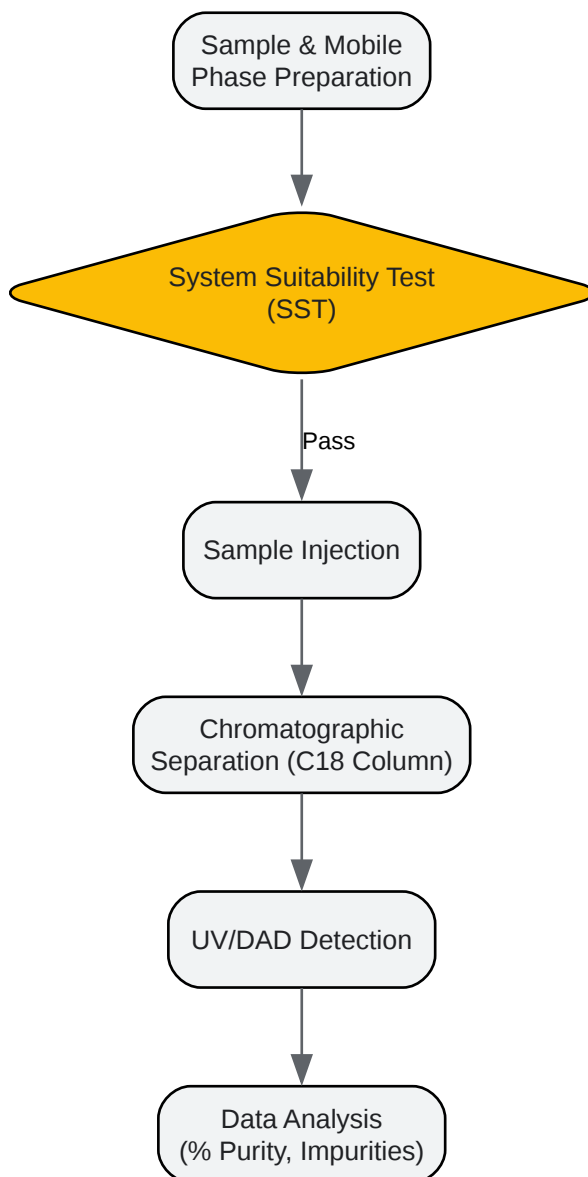 Sample & Mobile
Phase Preparation
System Suitability Test
(SST)
Pass
Sample Injection
Chromatographic
Separation (C18 Column)
UV/DAD Detection
Data Analysis
(% Purity, Impurities)